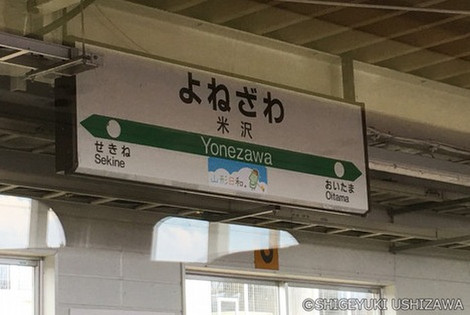 よねざわ
米沢
Yonezawa
せきね
Sekine
おいたま
Oitama
山形日和。
©SHIGEYUKI USHIZAWA